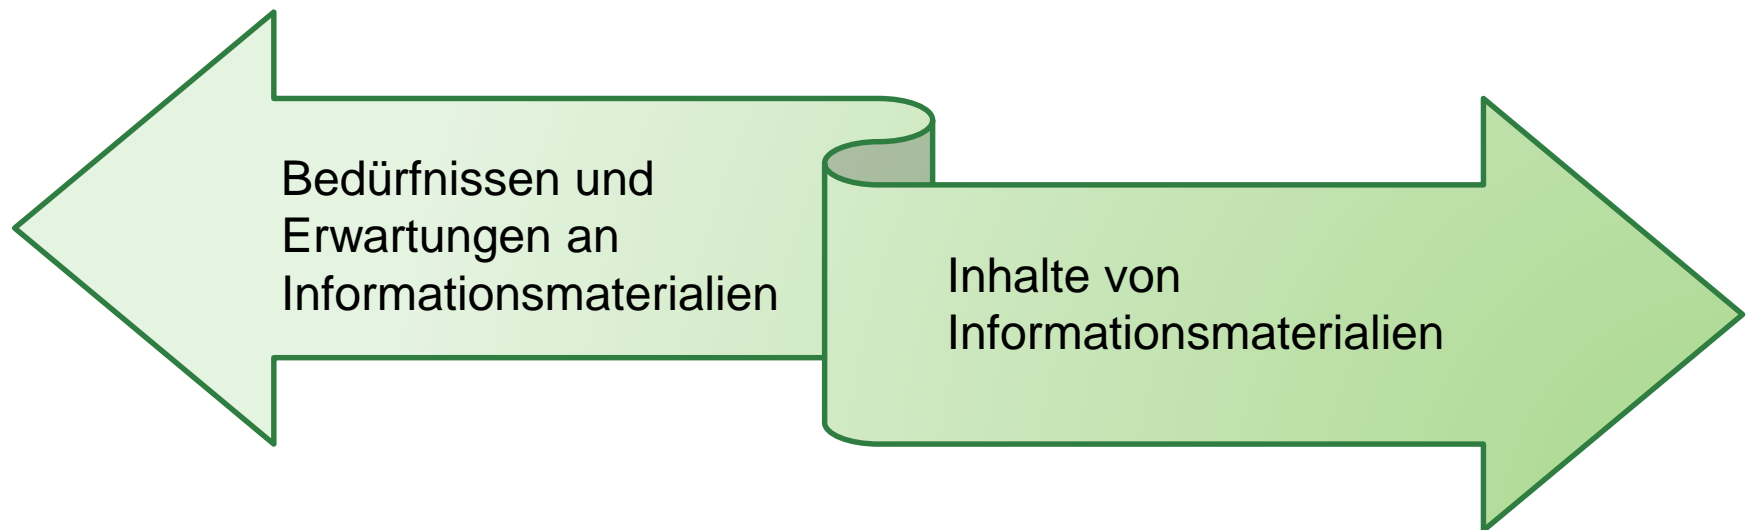 Bedürfnissen und
Erwartungen an
Informationsmaterialien
Inhalte von
Informationsmaterialien